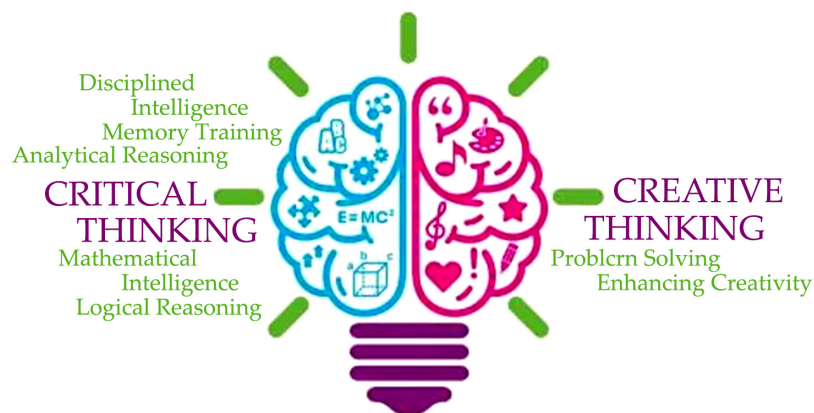 Disciplined
Intelligence
Memory Training
Analytical Reasoning
CRITICAL
THINKING
Mathematical
Intelligence
Logical Reasoning
A B C
E=MC²
a b c
“
!
CREATIVE
THINKING
Problcrn Solving
Enhancing Creativity